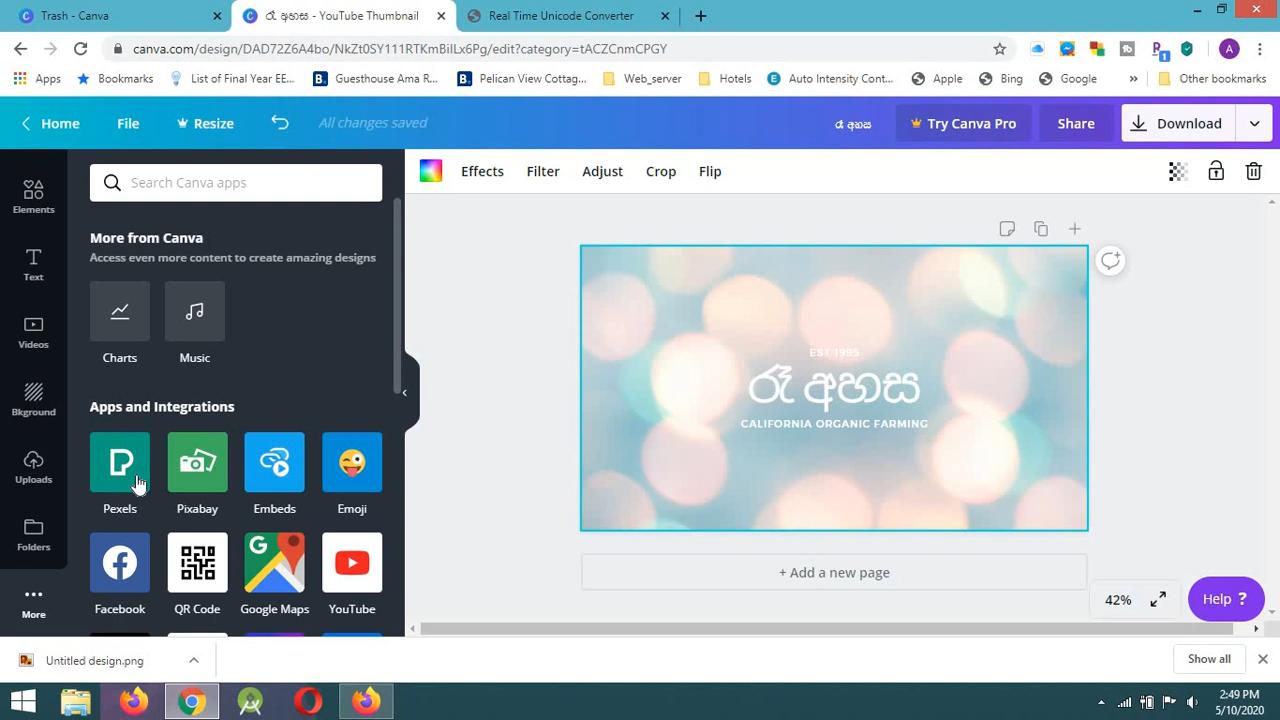 Trash - Canva
රෑ අහස - YouTube Thumbnail
Real Time Unicode Converter
canva.com/design/DAD72Z6A4bo/NkZt0SY111RTKmBilLx6Pg/edit?category=tACZCnmCPGY
Apps
Bookmarks
List of Final Year EE...
Guesthouse Ama R...
Pelican View Cottag...
Web_server
Hotels
Auto Intensity Cont...
Apple
Bing
Google
Other bookmarks
Home
File
Resize
All changes saved
රෑ අහස
Try Canva Pro
Share
Download
Search Canva apps
Effects
Filter
Adjust
Crop
Flip
Elements
Text
Videos
Bkground
Uploads
Folders
More
More from Canva
Access even more content to create amazing designs
Charts
Music
Apps and Integrations
Pexels
Pixabay
Embeds
Emoji
Facebook
QR Code
Google Maps
YouTube
EST 1995
රෑ අහස
CALIFORNIA ORGANIC FARMING
+ Add a new page
42%
Help ?
Untitled design.png
Show all
2:49 PM
5/10/2020